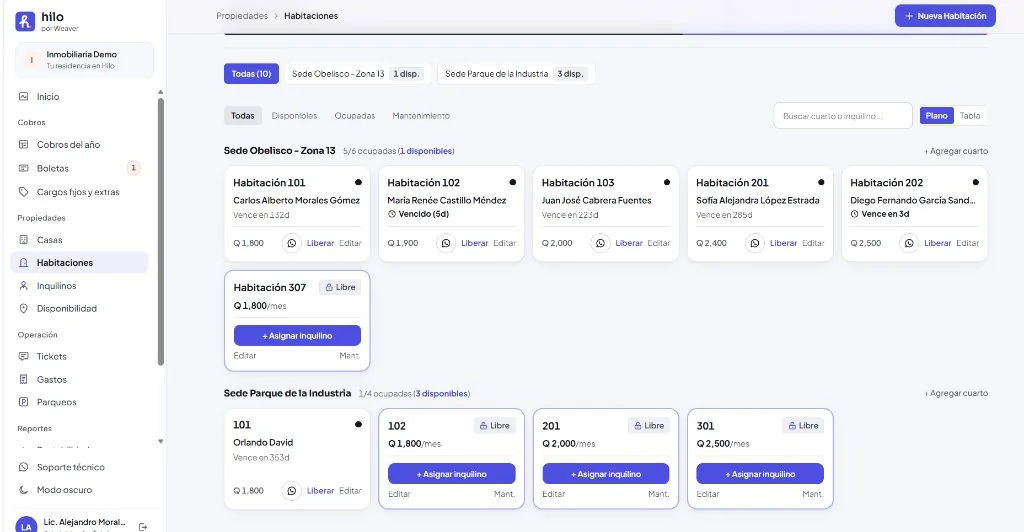 hilo
por Weaver
I
Inmobiliaria Demo
Tu residencia en Hilo
Inicio
Cobros
Cobros del año
Boletas 1
Cargos fijos y extras
Propiedades
Casas
Habitaciones
Inquilinos
Disponibilidad
Operación
Tickets
Gastos
Parqueos
Reportes
Soporte técnico
Modo oscuro
LA Lic. Alejandro Moral...
Propiedades > Habitaciones
+ Nueva Habitación
Todas (10) Sede Obelisco - Zona 13 1 disp. Sede Parque de la Industria 3 disp.
Todas Disponibles Ocupadas Mantenimiento Buscar cuarto o inquilino... Plano Tabla
Sede Obelisco - Zona 13 5/6 ocupadas (1 disponibles) + Agregar cuarto
Habitación 101
Carlos Alberto Morales Gómez
Vence en 132d
Q 1,800 Liberar Editar
Habitación 102
María Renée Castillo Méndez
Vencido (5d)
Q 1,900 Liberar Editar
Habitación 103
Juan José Cabrera Fuentes
Vence en 223d
Q 2,000 Liberar Editar
Habitación 201
Sofía Alejandra López Estrada
Vence en 285d
Q 2,400 Liberar Editar
Habitación 202
Diego Fernando García Sand...
Vence en 3d
Q 2,500 Liberar Editar
Habitación 307 Libre
Q 1,800/mes
+ Asignar inquilino
Editar Mant.
Sede Parque de la Industria 1/4 ocupadas (3 disponibles) + Agregar cuarto
101
Orlando David
Vence en 353d
Q 1,800 Liberar Editar
102 Libre
Q 1,800/mes
+ Asignar inquilino
Editar Mant.
201 Libre
Q 2,000/mes
+ Asignar inquilino
Editar Mant.
301 Libre
Q 2,500/mes
+ Asignar inquilino
Editar Mant.